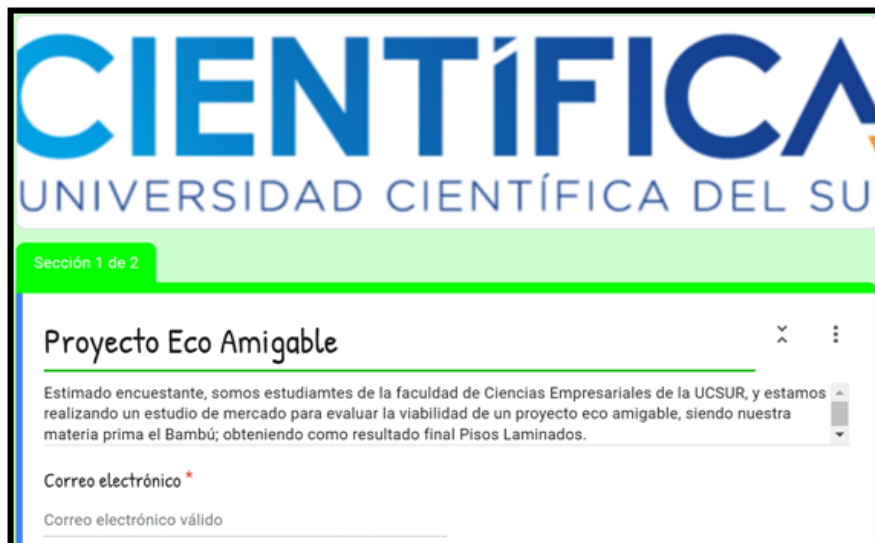 CIENTÍFICA
UNIVERSIDAD CIENTÍFICA DEL SU
Sección 1 de 2
Proyecto Eco Amigable
Estimado encuestante, somos estudiamtes de la faculdad de Ciencias Empresariales de la UCSUR, y estamos
realizando un estudio de mercado para evaluar la viabilidad de un proyecto eco amigable, siendo nuestra
materia prima el Bambú; obteniendo como resultado final Pisos Laminados.
Correo electrónico *
Correo electrónico válido